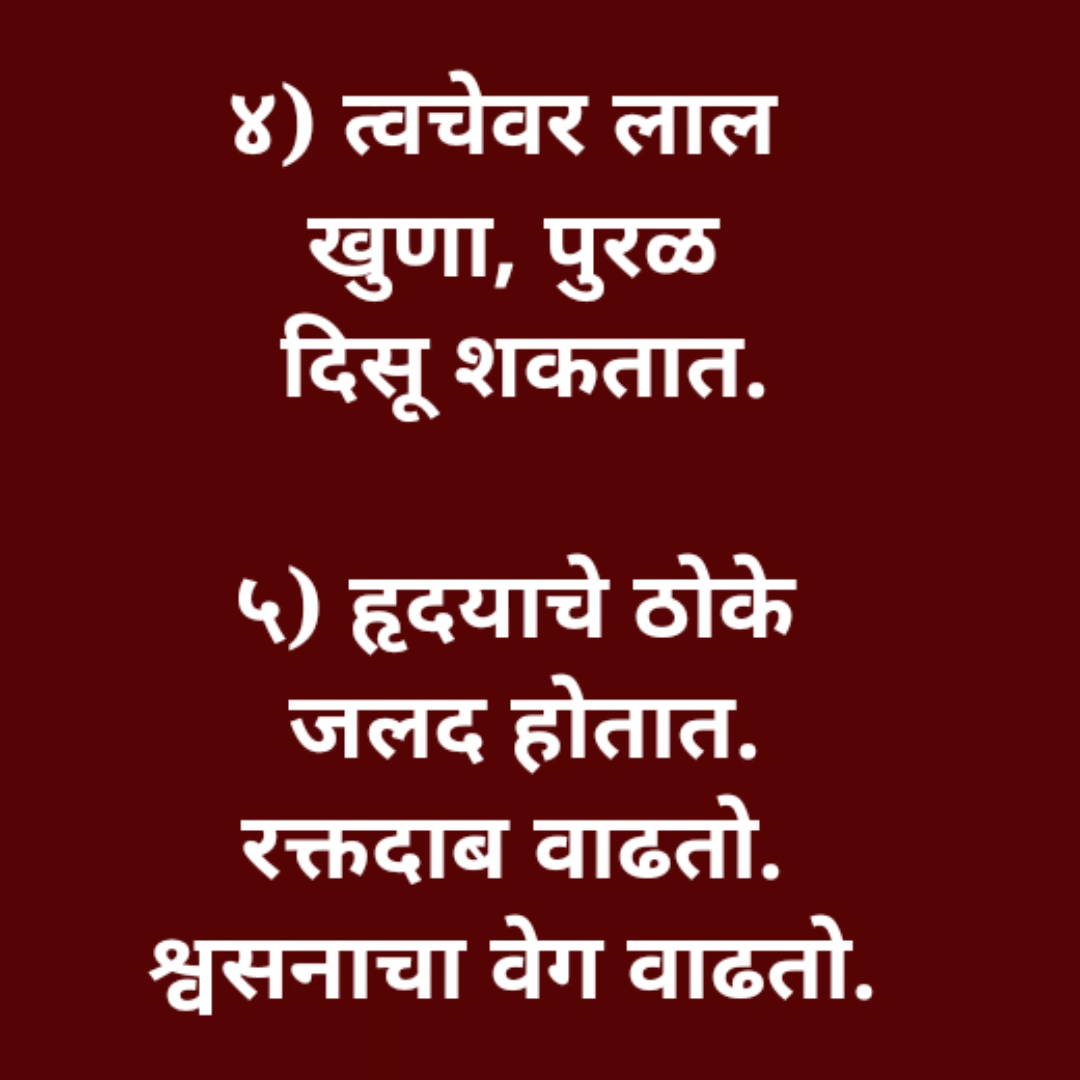 ४) त्वचेवर लाल
खुणा, पुरळ
दिसू शकतात.
५) हृदयाचे ठोके
जलद होतात.
रक्तदाब वाढतो.
श्वसनाचा वेग वाढतो.